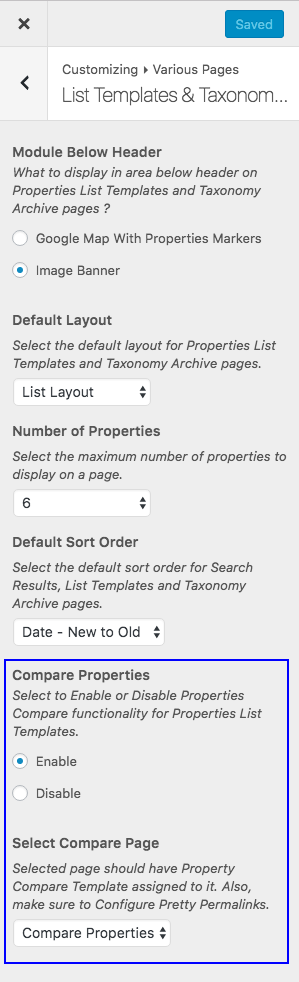 Saved
Customizing ▸ Various Pages
List Templates & Taxonom...
Module Below Header
What to display in area below header on
Properties List Templates and Taxonomy
Archive pages ?
Google Map With Properties Markers
Image Banner
Default Layout
Select the default layout for Properties List
Templates and Taxonomy Archive pages.
List Layout
Number of Properties
Select the maximum number of properties to
display on a page.
6
Default Sort Order
Select the default sort order for Search
Results, List Templates and Taxonomy
Archive pages.
Date - New to Old
Compare Properties
Select to Enable or Disable Properties
Compare functionality for Properties List
Templates.
Enable
Disable
Select Compare Page
Selected page should have Property
Compare Template assigned to it. Also,
make sure to Configure Pretty Permalinks.
Compare Properties